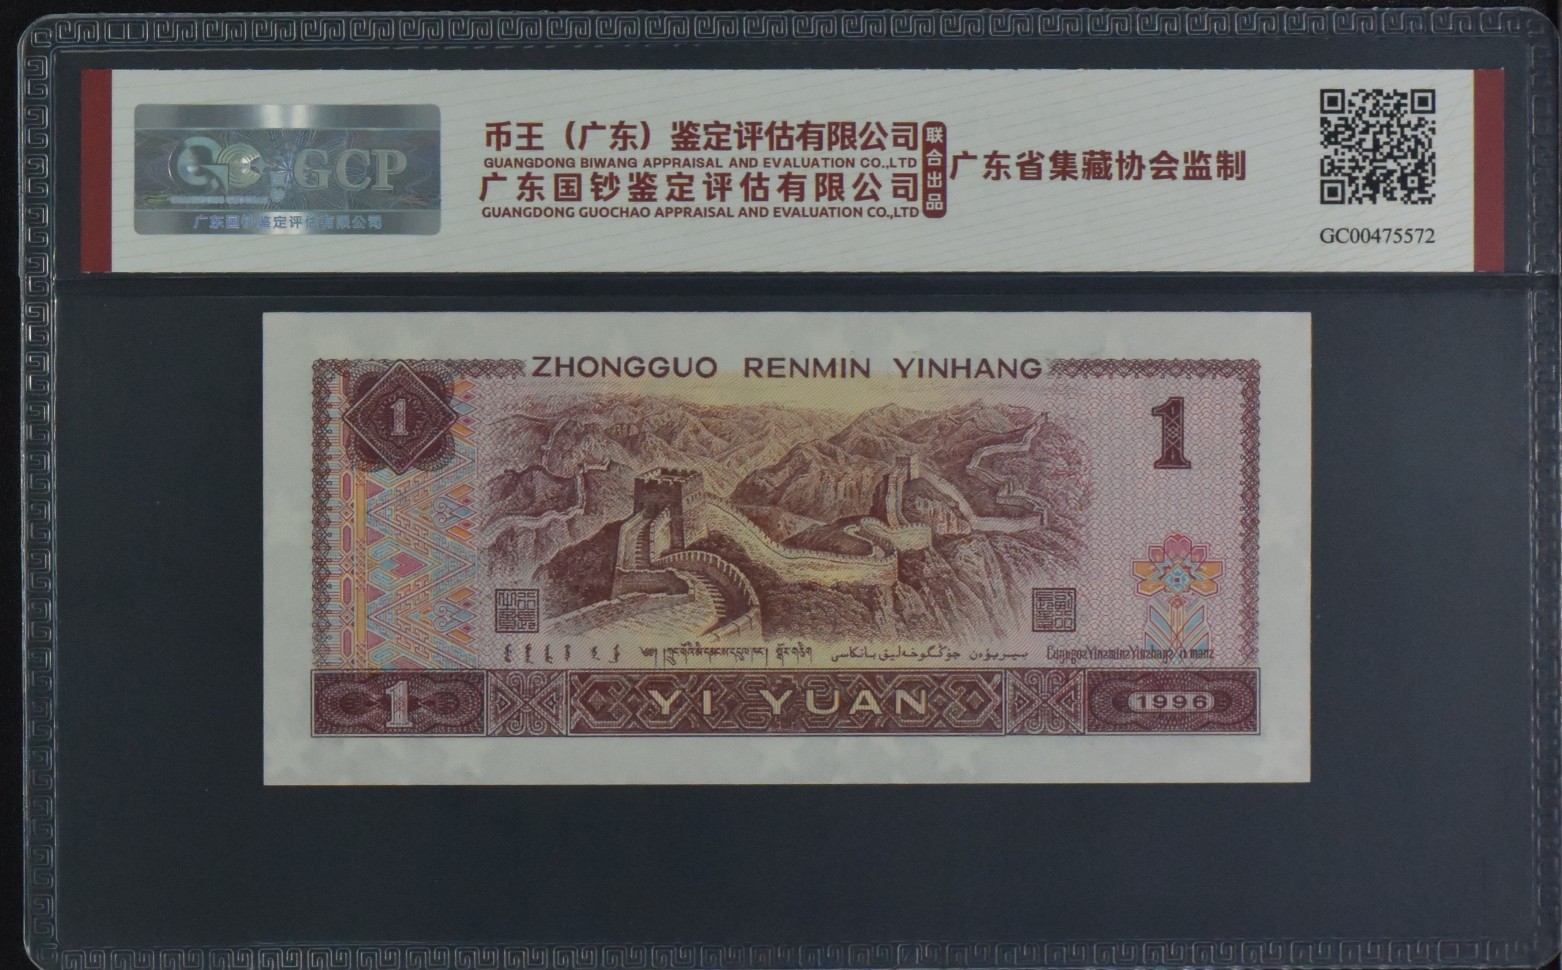 GCP
广东国钞鉴定评估有限公司
币王（广东）鉴定评估有限公司
GUANGDONG BIWANG APPRAISAL AND EVALUATION CO.,LTD
广东国钞鉴定评估有限公司
GUANGDONG GUOCHAO APPRAISAL AND EVALUATION CO.,LTD
联合出品
广东省集藏协会监制
GC00475572
ZHONGGUO RENMIN YINHANG
1
1
جۇڭگوخەلىق بانكىسى
1
YI YUAN
1996